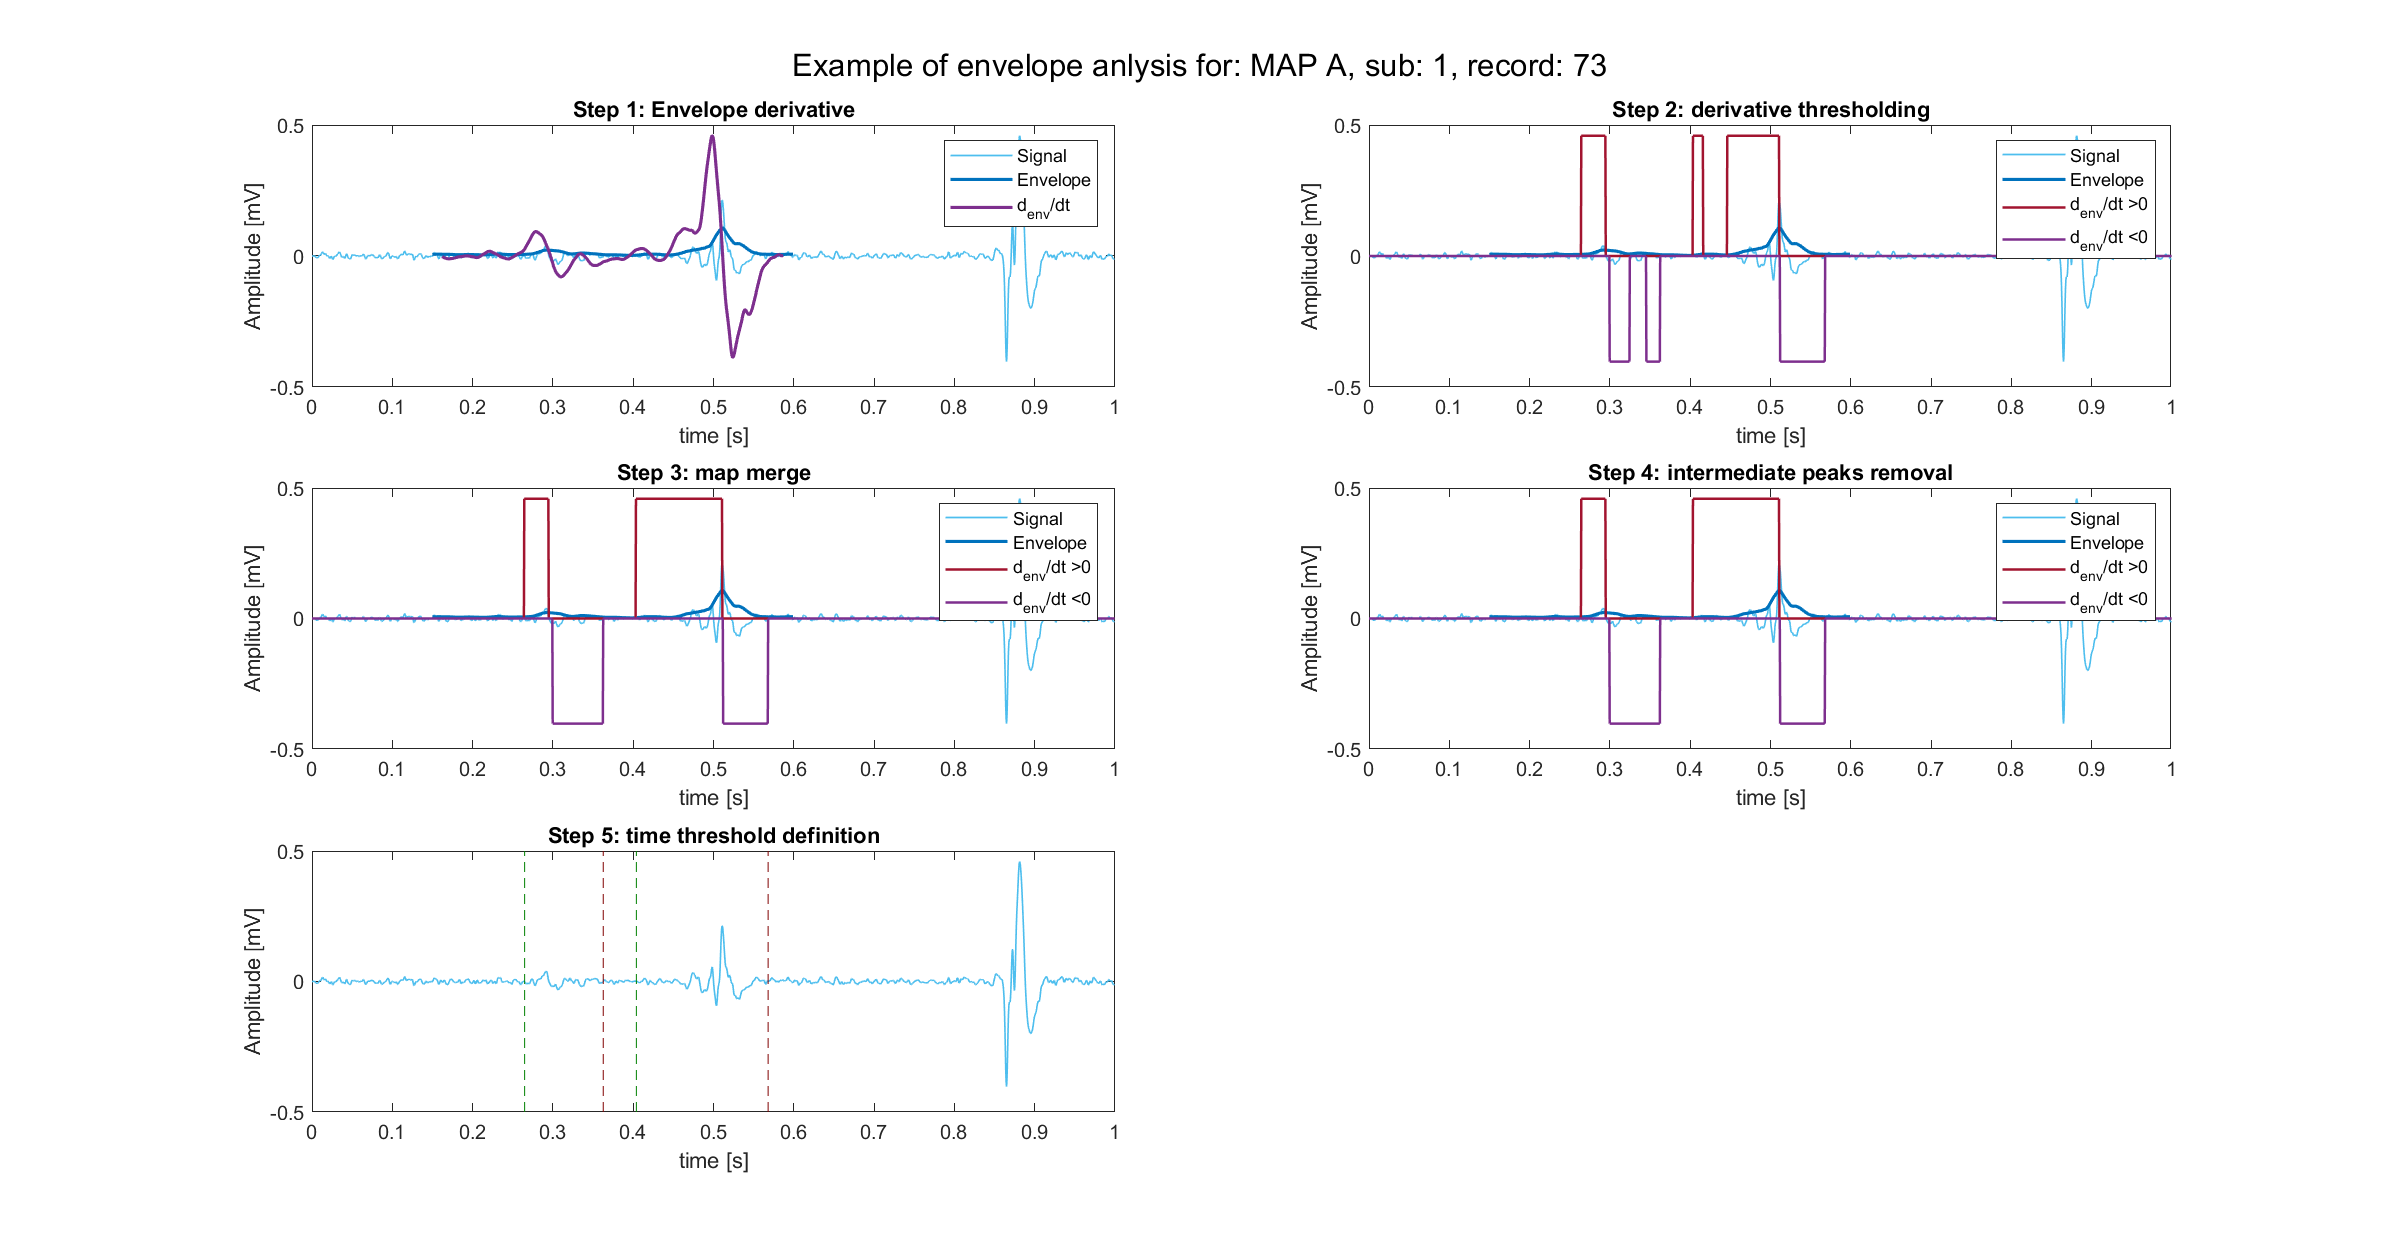 Example of envelope anlysis for: MAP A, sub: 1, record: 73
Step 1: Envelope derivative
0.5
0
-0.5
Amplitude [mV]
Signal
Envelope
d_env/dt
0 0.1 0.2 0.3 0.4 0.5 0.6 0.7 0.8 0.9 1
time [s]
Step 2: derivative thresholding
0.5
0
-0.5
Amplitude [mV]
Signal
Envelope
d_env/dt >0
d_env/dt <0
0 0.1 0.2 0.3 0.4 0.5 0.6 0.7 0.8 0.9 1
time [s]
Step 3: map merge
0.5
0
-0.5
Amplitude [mV]
Signal
Envelope
d_env/dt >0
d_env/dt <0
0 0.1 0.2 0.3 0.4 0.5 0.6 0.7 0.8 0.9 1
time [s]
Step 4: intermediate peaks removal
0.5
0
-0.5
Amplitude [mV]
Signal
Envelope
d_env/dt >0
d_env/dt <0
0 0.1 0.2 0.3 0.4 0.5 0.6 0.7 0.8 0.9 1
time [s]
Step 5: time threshold definition
0.5
0
-0.5
Amplitude [mV]
0 0.1 0.2 0.3 0.4 0.5 0.6 0.7 0.8 0.9 1
time [s]